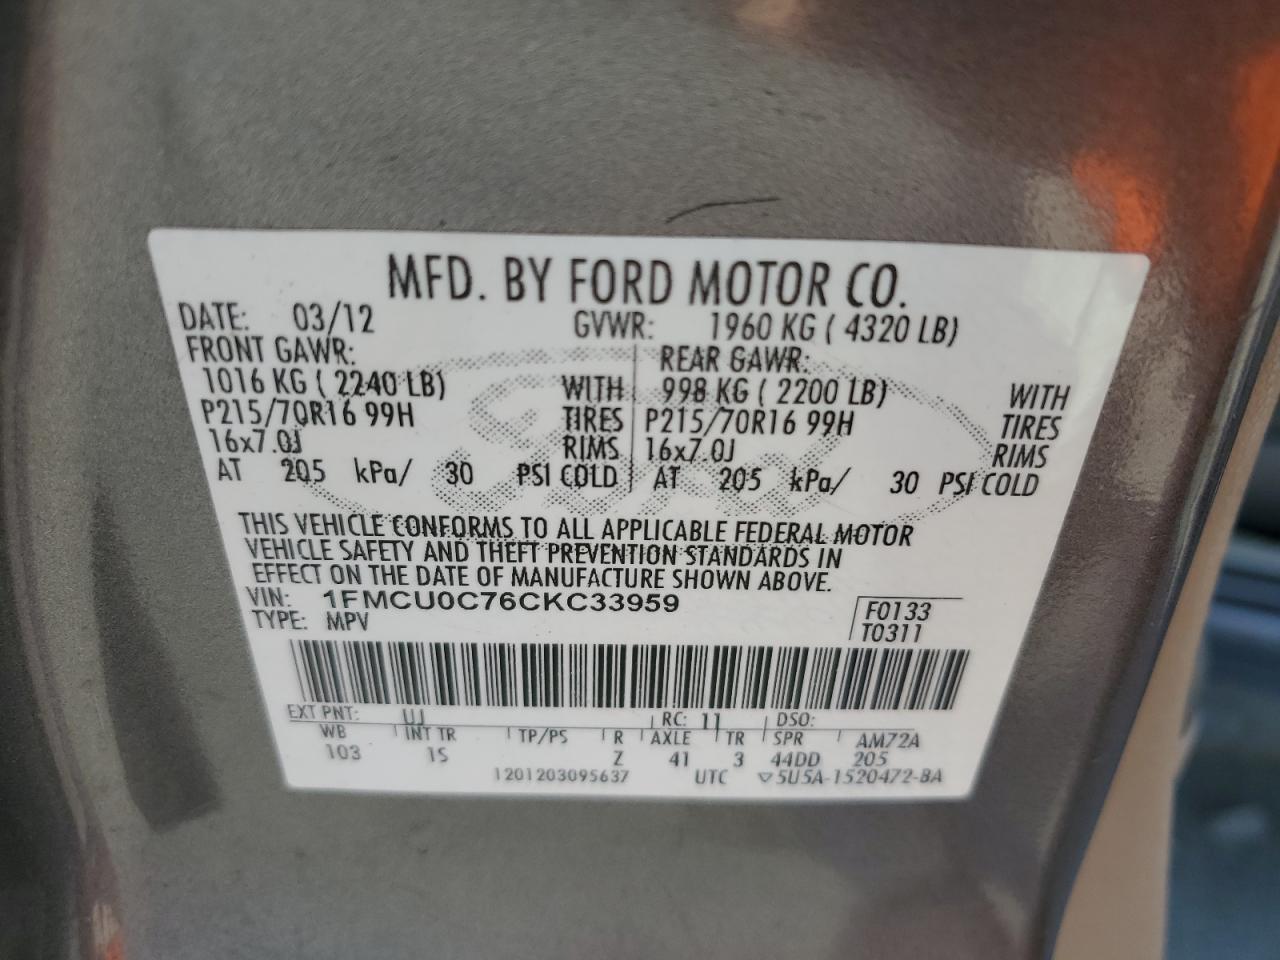 MFD. BY FORD MOTOR CO.
DATE: 03/12 GVWR: 1960 KG ( 4320 LB)
FRONT GAWR: REAR GAWR:
1016 KG ( 2240 LB) WITH 998 KG ( 2200 LB) WITH
P215/70R16 99H TIRES P215/70R16 99H TIRES
16x7.0J RIMS 16x7.0J RIMS
AT 205 kPa/ 30 PSI COLD AT 205 kPa/ 30 PSI COLD
THIS VEHICLE CONFORMS TO ALL APPLICABLE FEDERAL MOTOR
VEHICLE SAFETY AND THEFT PREVENTION STANDARDS IN
EFFECT ON THE DATE OF MANUFACTURE SHOWN ABOVE.
VIN: 1FMCU0C76CKC33959 F0133
TYPE: MPV T0311
EXT PNT: UJ RC: 11 DSO:
WB INT TR TP/PS R AXLE TR SPR AM72A
103 1S Z 41 3 44DD 205
1201203095637 UTC ▽5U5A-1520472-BA